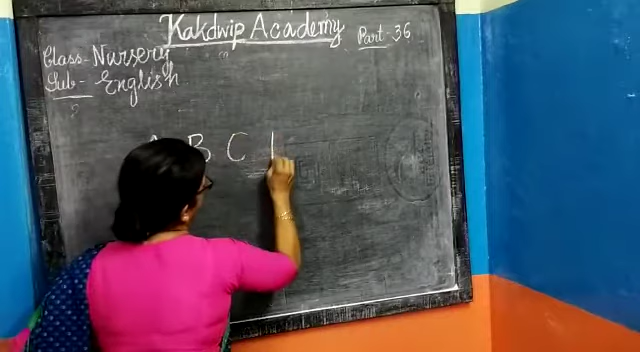 Kakdwip Academy
Part-36
Class-Nursery
Sub-English
A B C